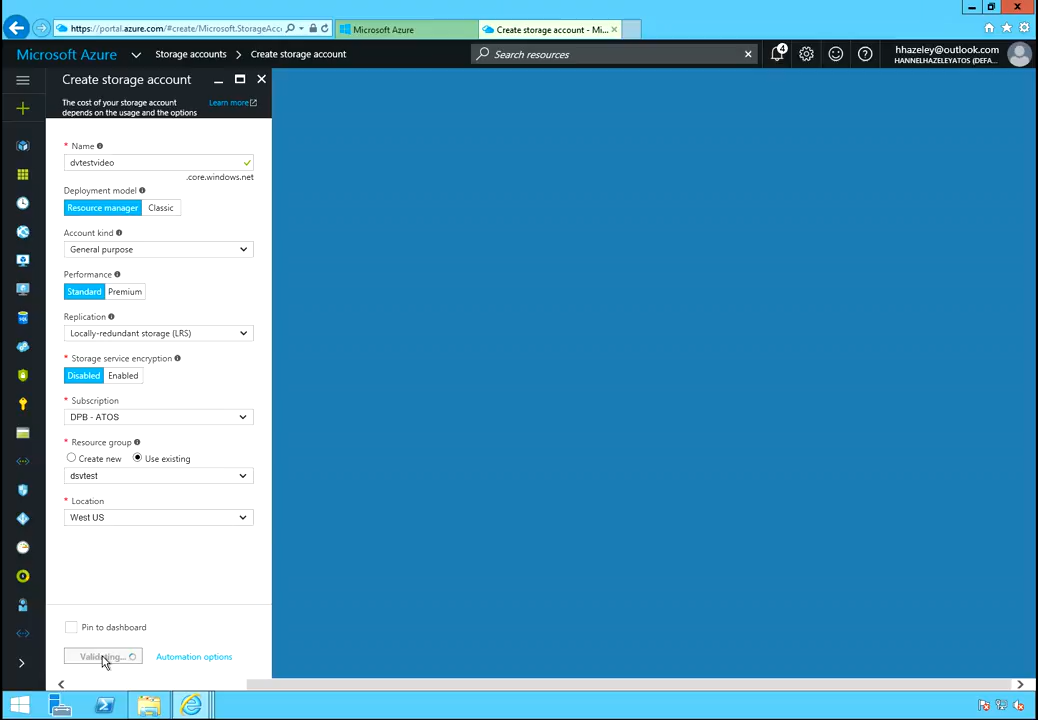 https://portal.azure.com/#create/Microsoft.StorageAcc
Microsoft Azure
Create storage account - Mi...
Microsoft Azure
Storage accounts > Create storage account
Search resources
4
hhazeley@outlook.com
HANNELHAZELEYATOS (DEFA...
Create storage account
The cost of your storage account
depends on the usage and the options
Learn more
* Name
dvtestvideo
.core.windows.net
Deployment model
Resource manager
Classic
Account kind
General purpose
Performance
Standard
Premium
Replication
Locally-redundant storage (LRS)
* Storage service encryption
Disabled
Enabled
* Subscription
DPB - ATOS
* Resource group
Create new
Use existing
dsvtest
* Location
West US
Pin to dashboard
Validating...
Automation options